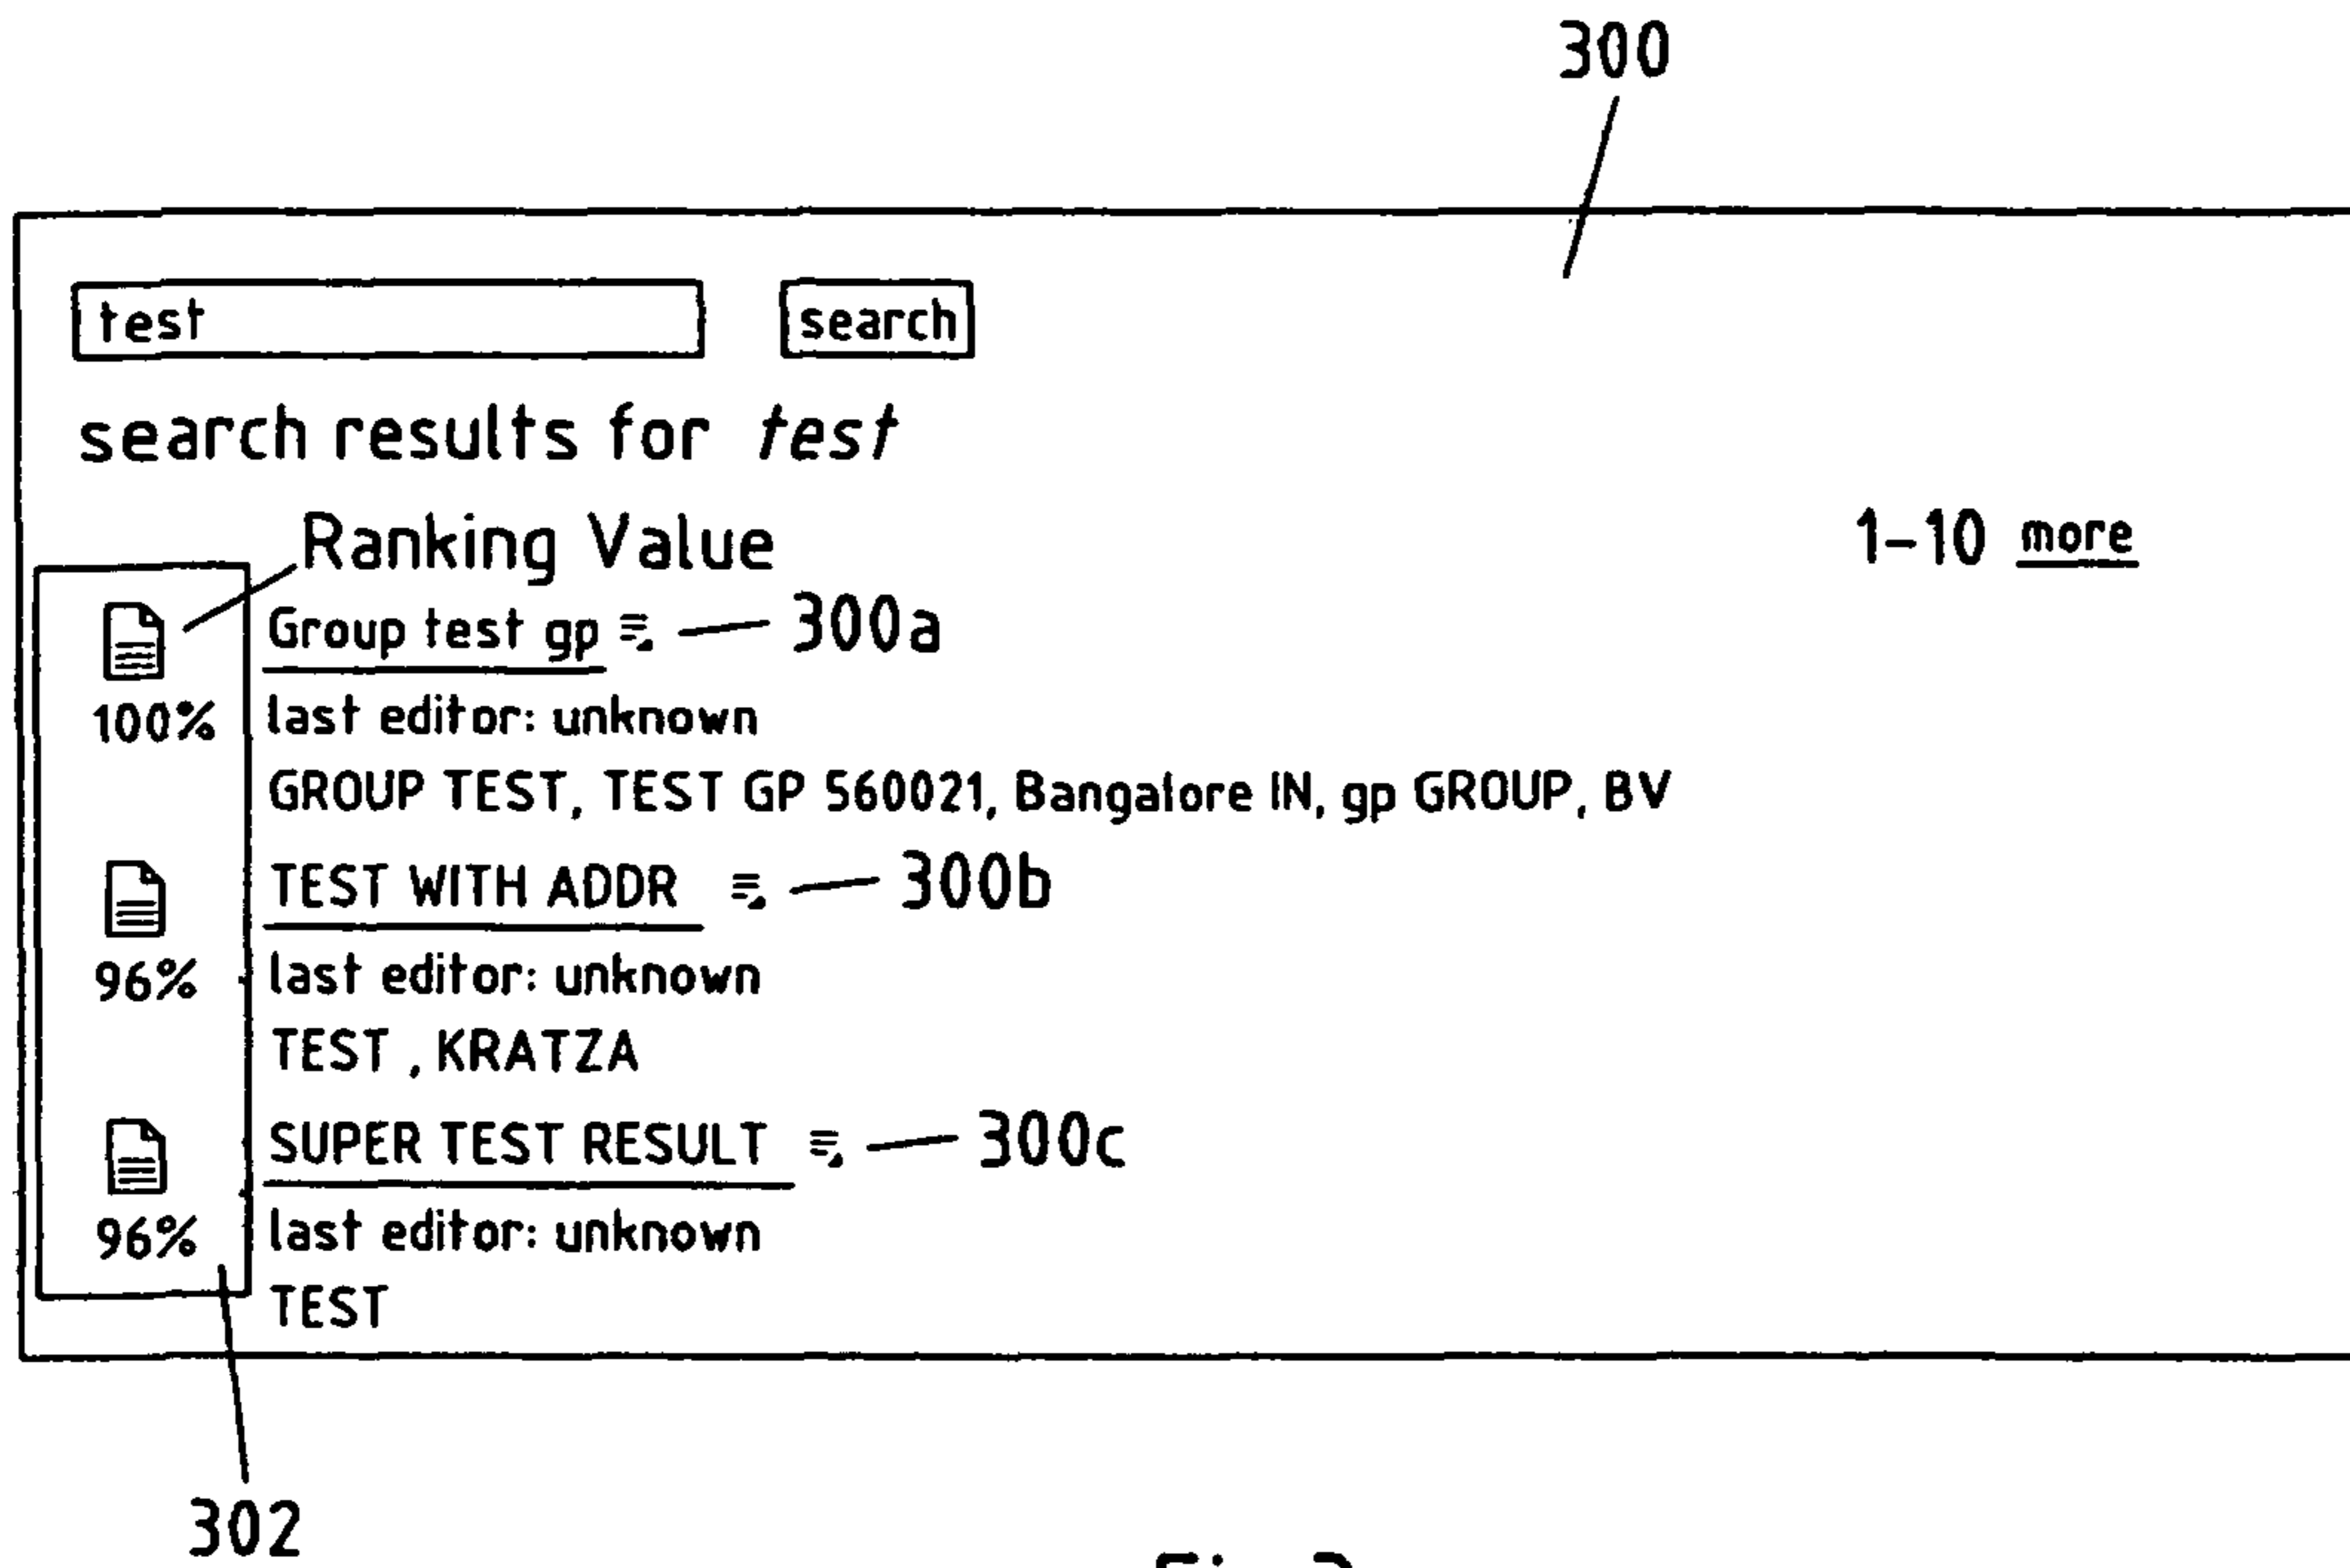 300
test search
search results for test
Ranking Value 1-10 more
Group test gp 300a
100% last editor: unknown
GROUP TEST, TEST GP 560021, Bangalore IN, gp GROUP, BV
TEST WITH ADDR 300b
96% last editor: unknown
TEST , KRATZA
SUPER TEST RESULT 300c
96% last editor: unknown
TEST
302